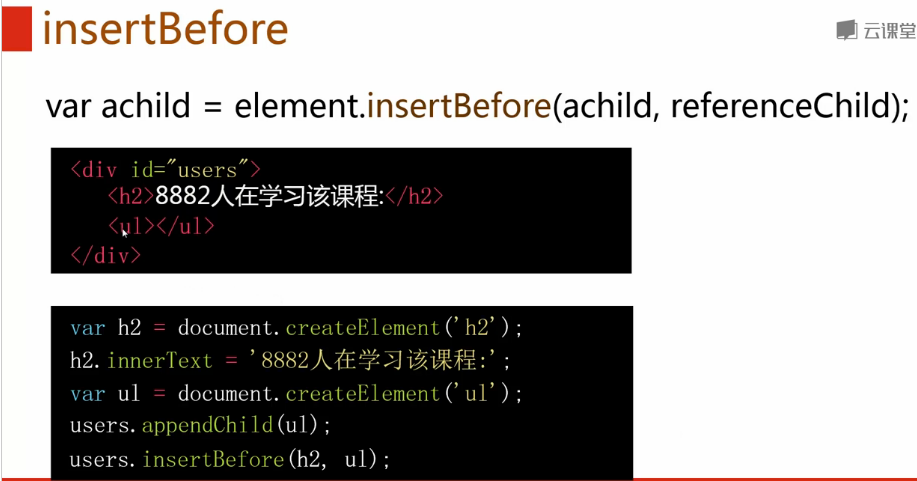 insertBefore
云课堂
var achild = element.insertBefore(achild, referenceChild);
<div id="users">
<h2>8882人在学习该课程:</h2>
<ul></ul>
</div>
var h2 = document.createElement('h2');
h2.innerText = '8882人在学习该课程:';
var ul = document.createElement('ul');
users.appendChild(ul);
users.insertBefore(h2, ul);